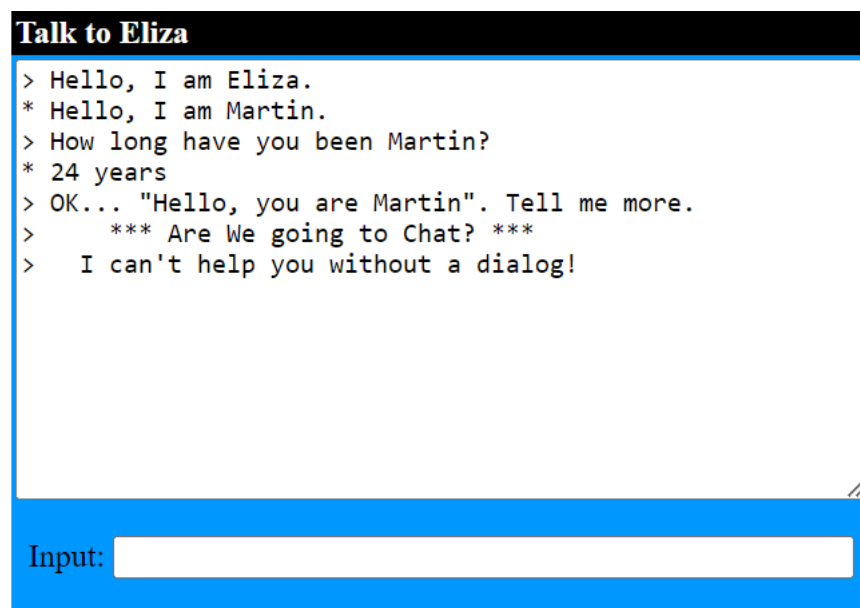 Talk to Eliza
> Hello, I am Eliza.
* Hello, I am Martin.
> How long have you been Martin?
* 24 years
> OK... "Hello, you are Martin". Tell me more.
>     *** Are We going to Chat? ***
>   I can't help you without a dialog!
Input: